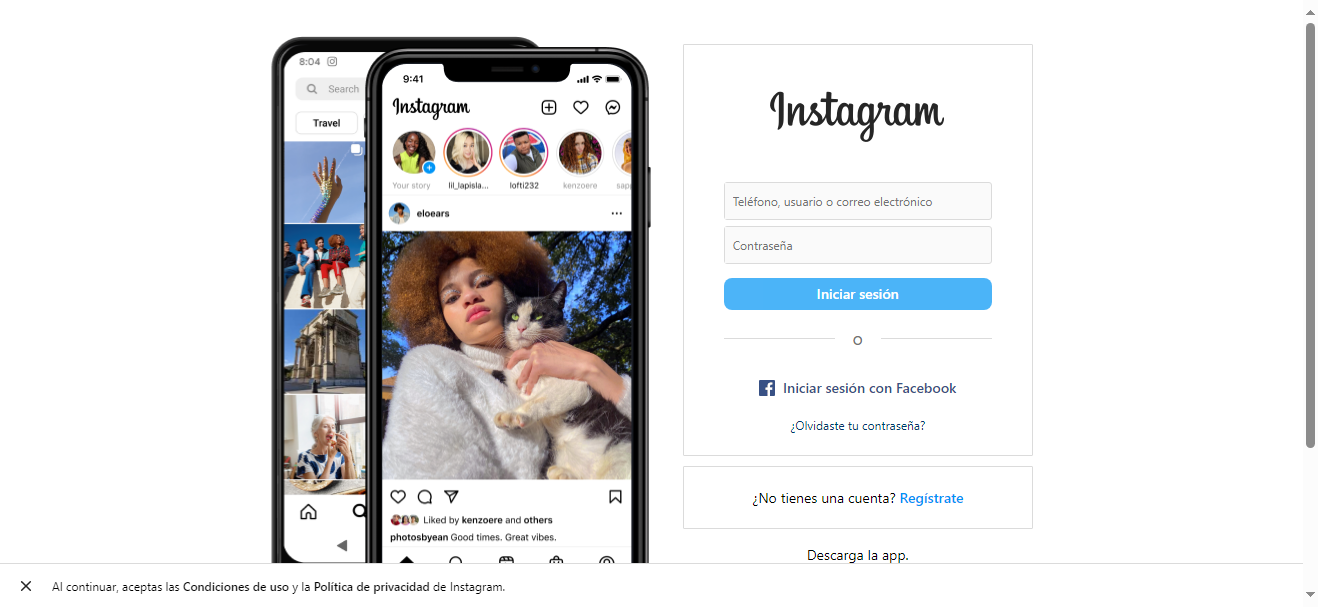 8:04
Search
Travel
9:41
Instagram
Your story
lil_lapisla...
lofti232
kenzoere
sap
eloears
Liked by kenzoere and others
photosbyean Good times. Great vibes.
Instagram
Teléfono, usuario o correo electrónico
Contraseña
Iniciar sesión
O
Iniciar sesión con Facebook
¿Olvidaste tu contraseña?
¿No tienes una cuenta? Regístrate
Descarga la app.
Al continuar, aceptas las Condiciones de uso y la Política de privacidad de Instagram.